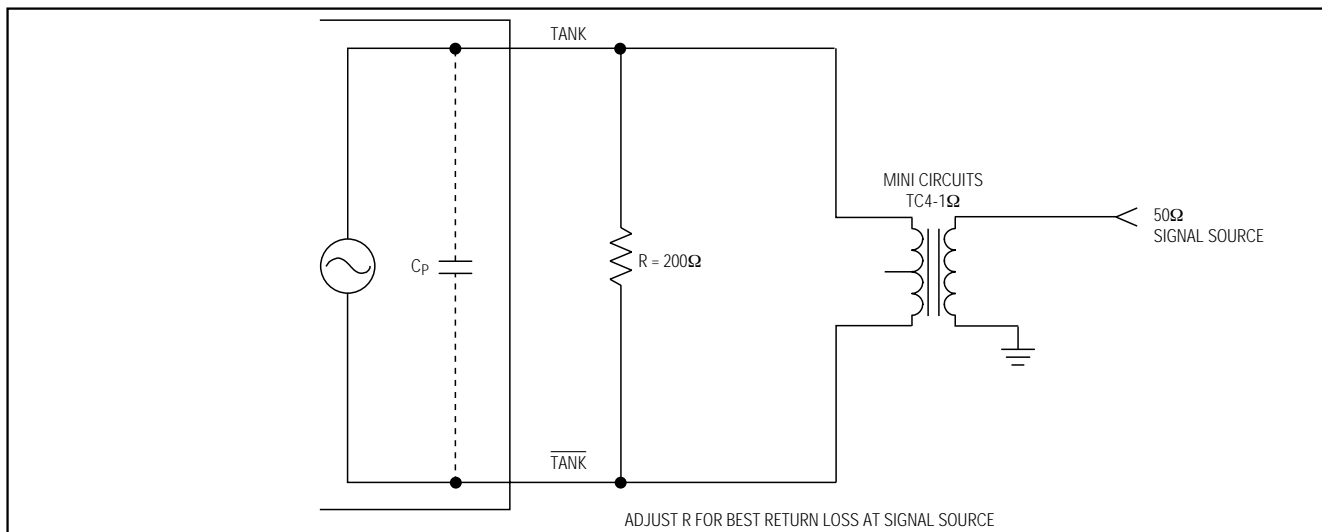 TANK
MINI CIRCUITS
TC4-1Ω
50Ω
SIGNAL SOURCE
R = 200Ω
CP
TANK
ADJUST R FOR BEST RETURN LOSS AT SIGNAL SOURCE